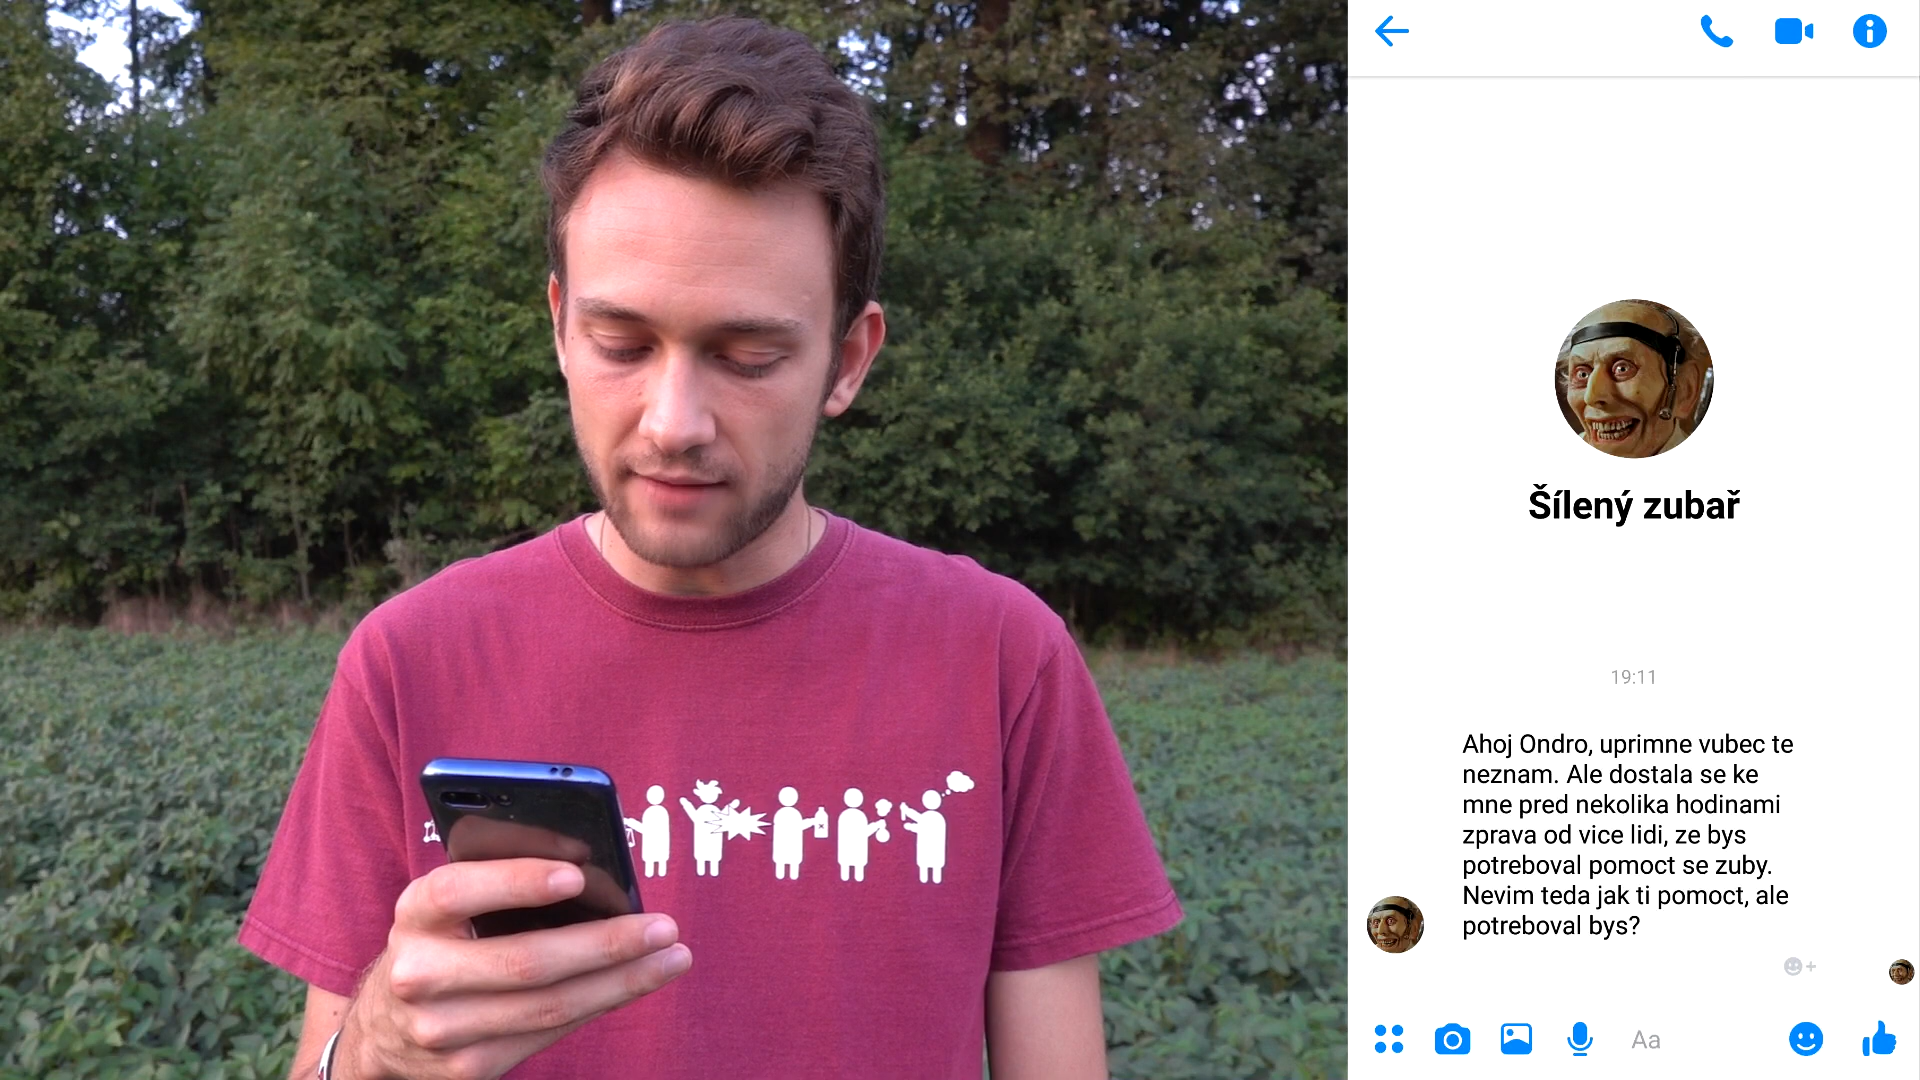 Šílený zubař
19:11
Ahoj Ondro, uprimne vubec te
neznam. Ale dostala se ke
mne pred nekolika hodinami
zprava od vice lidi, ze bys
potreboval pomoct se zuby.
Nevim teda jak ti pomoct, ale
potreboval bys?
Aa